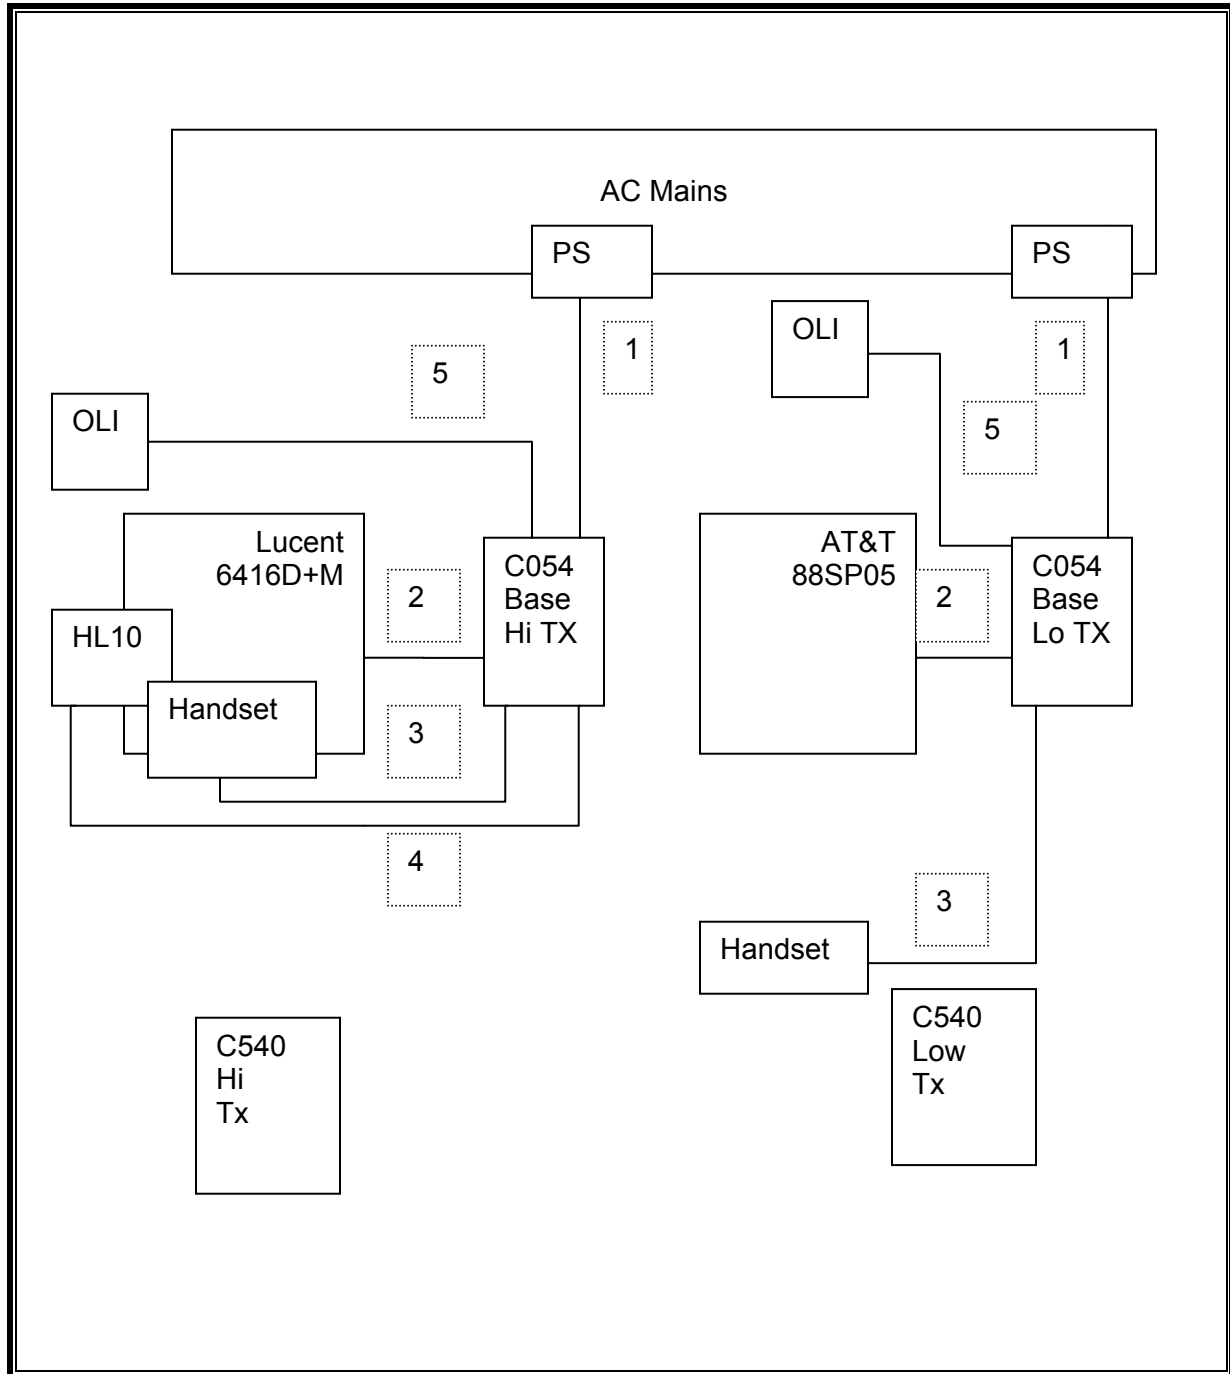 AC Mains
PS
PS
OLI
1
1
5
5
OLI
Lucent
6416D+M
C054
Base
Hi TX
2
HL10
Handset
3
4
AT&T
88SP05
2
C054
Base
Lo TX
3
Handset
C540
Hi
Tx
C540
Low
Tx